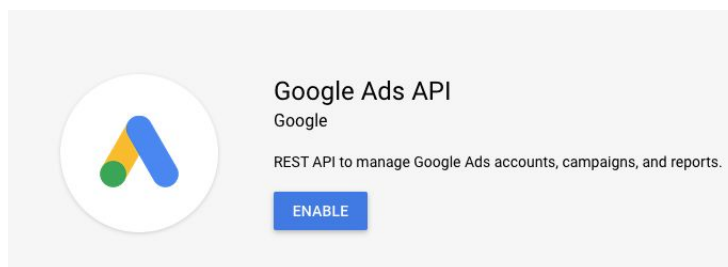 Google Ads API
Google
REST API to manage Google Ads accounts, campaigns, and reports.
ENABLE